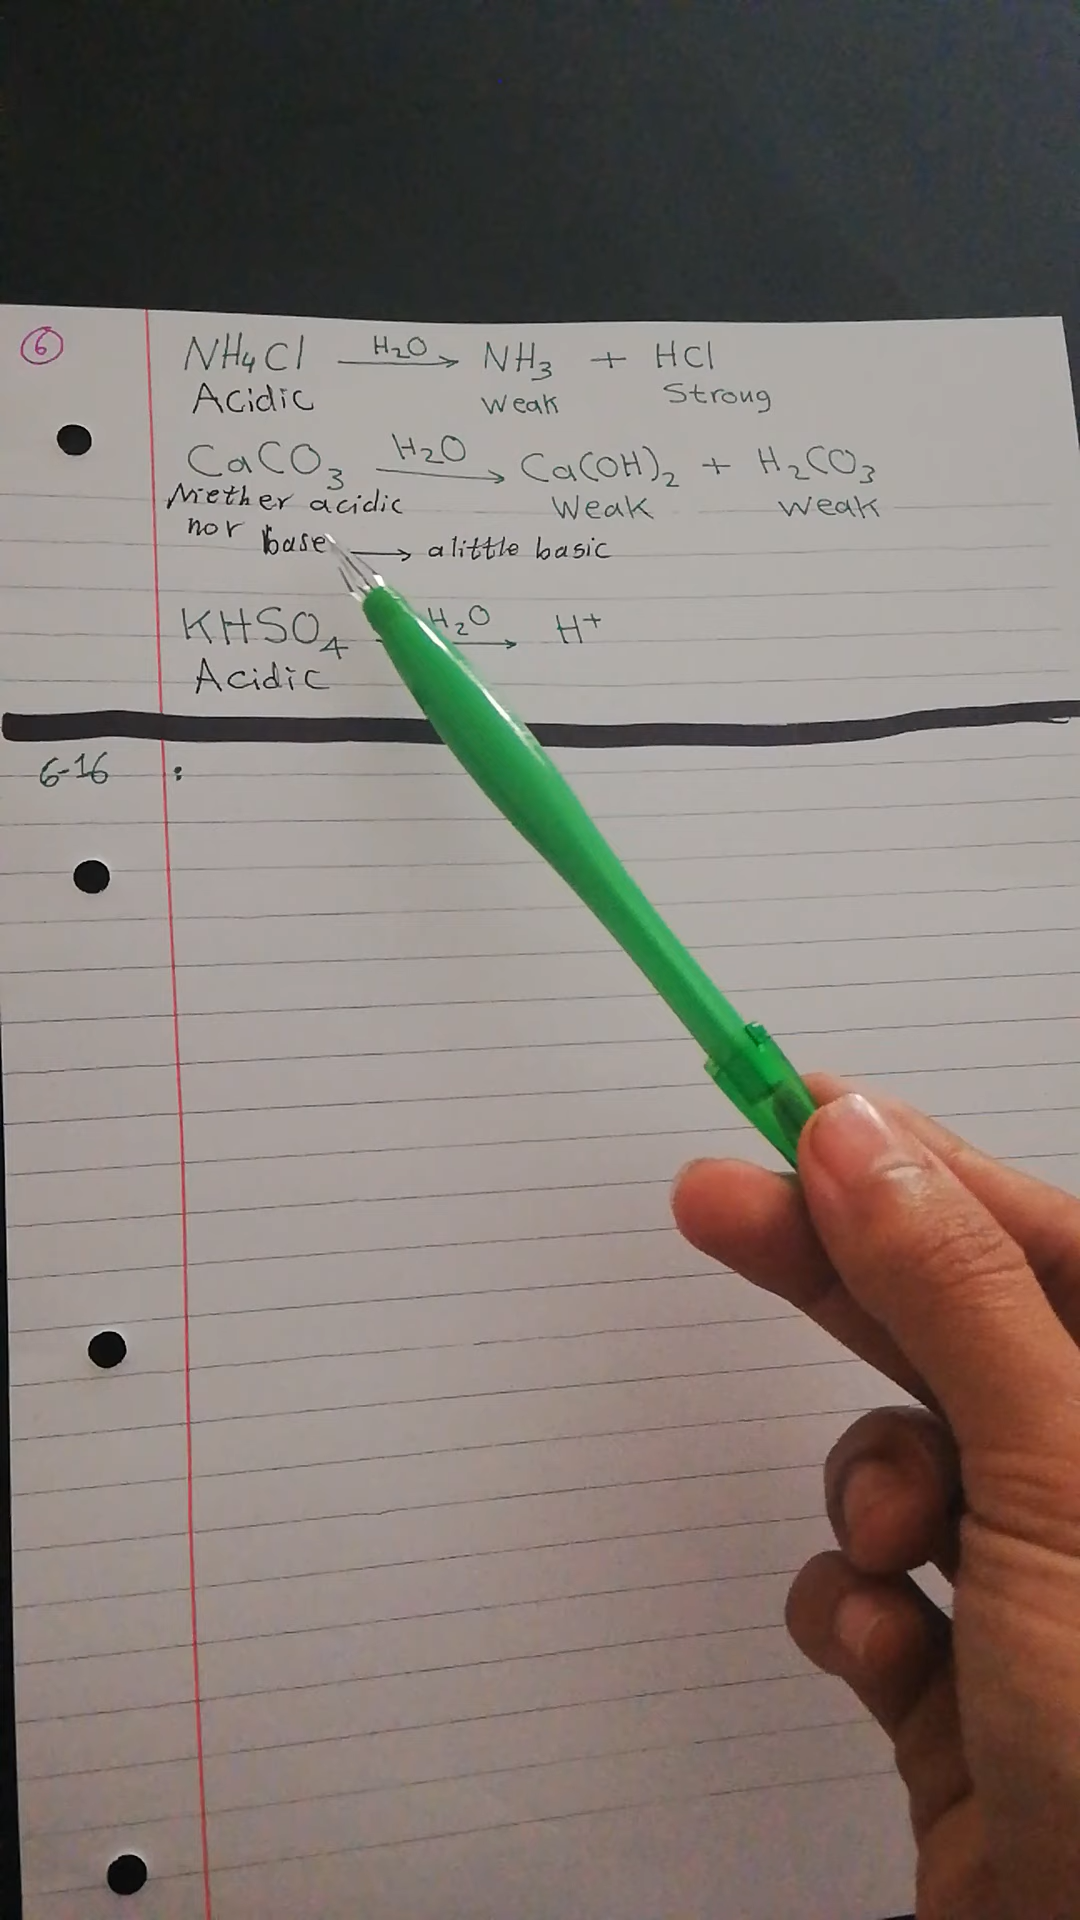 6
NH₄Cl H₂O→ NH₃ + HCl
Acidic weak Strong
CaCO₃ H₂O→ Ca(OH)₂ + H₂CO₃
Niether acidic Weak weak
nor base → alittle basic
KHSO₄ H₂O→ H⁺
Acidic
6-16 :